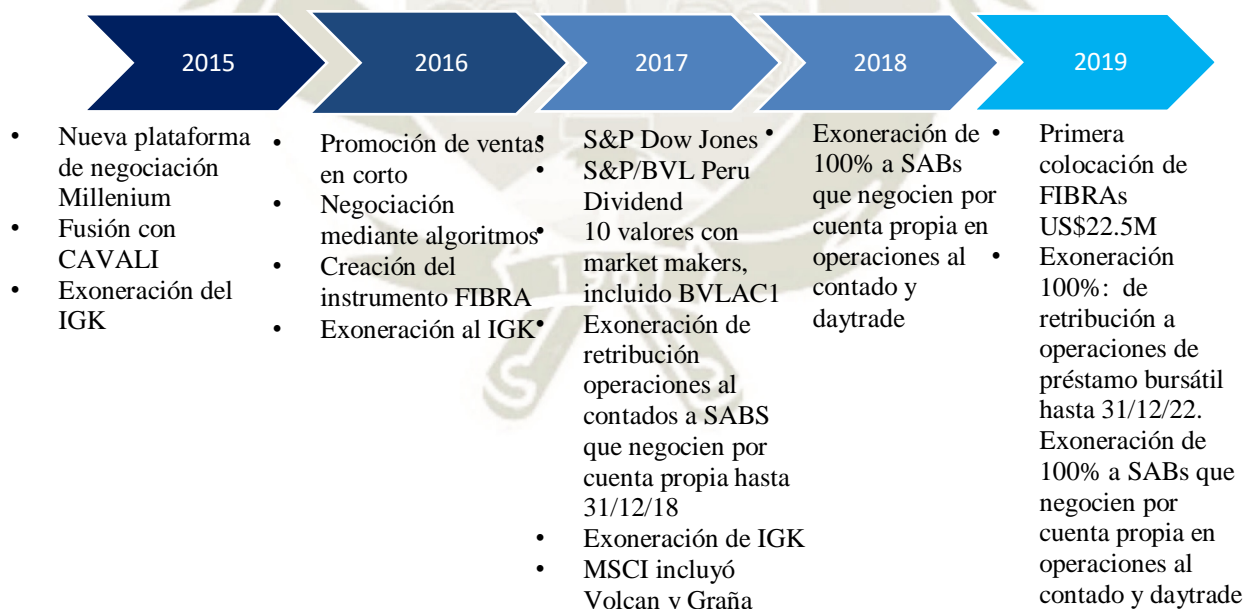 2015
2016
2017
2018
2019
• Nueva plataforma
de negociación
Millenium
• Fusión con
CAVALI
• Exoneración del
IGK
• Promoción de ventas
en corto
• Negociación
mediante algoritmos
• Creación del
instrumento FIBRA
• Exoneración al IGK
• S&P Dow Jones
• S&P/BVL Peru
Dividend
• 10 valores con
market makers,
incluido BVLAC1
• Exoneración de
retribución
operaciones al
contados a SABS
que negocien por
cuenta propia hasta
31/12/18
• Exoneración de IGK
• MSCI incluyó
Volcan y Graña
• Exoneración de
100% a SABs
que negocien por
cuenta propia en
operaciones al
contado y
daytrade
• Primera
colocación de
FIBRAs
US$22.5M
• Exoneración
100%: de
retribución a
operaciones de
préstamo bursátil
hasta 31/12/22.
Exoneración de
100% a SABs que
negocien por
cuenta propia en
operaciones al
contado y daytrade